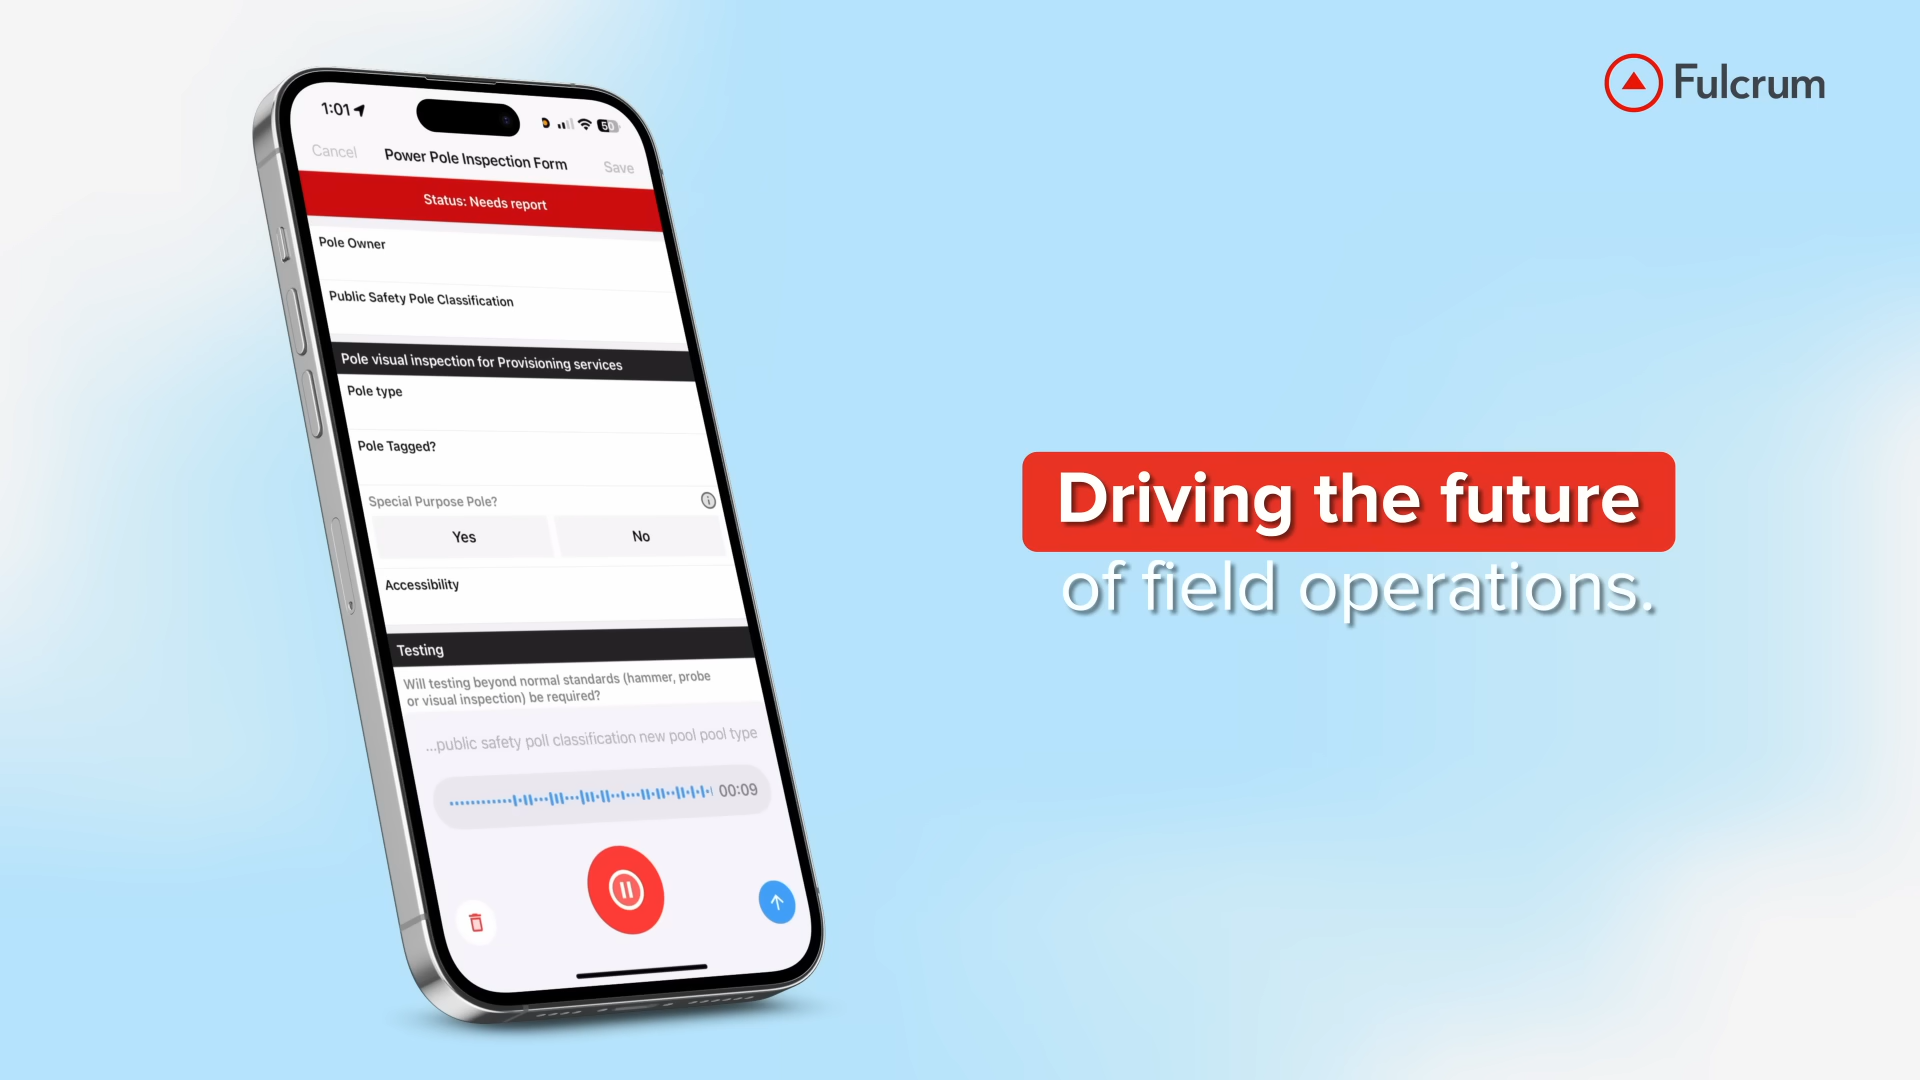 1:01
50
Cancel
Power Pole Inspection Form
Save
Status: Needs report
Pole Owner
Public Safety Pole Classification
Pole visual inspection for Provisioning services
Pole type
Pole Tagged?
Special Purpose Pole?
Yes
No
Accessibility
Testing
Will testing beyond normal standards (hammer, probe
or visual inspection) be required?
...public safety poll classification new pool pool type
00:09
Fulcrum
Driving the future
of field operations.